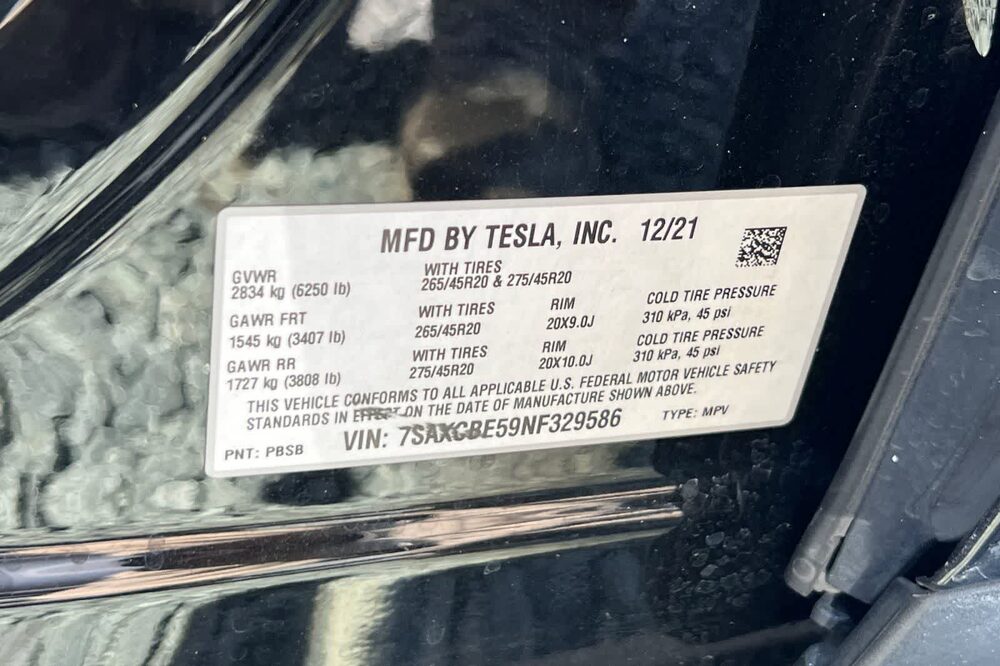 MFD BY TESLA, INC. 12/21
GVWR WITH TIRES
2834 kg (6250 lb) 265/45R20 & 275/45R20
GAWR FRT WITH TIRES RIM COLD TIRE PRESSURE
1545 kg (3407 lb) 265/45R20 20X9.0J 310 kPa, 45 psi
GAWR RR WITH TIRES RIM COLD TIRE PRESSURE
1727 kg (3808 lb) 275/45R20 20X10.0J 310 kPa, 45 psi
THIS VEHICLE CONFORMS TO ALL APPLICABLE U.S. FEDERAL MOTOR VEHICLE SAFETY
STANDARDS IN EFFECT ON THE DATE OF MANUFACTURE SHOWN ABOVE.
PNT: PBSB VIN: 7SAXCBE59NF329586 TYPE: MPV